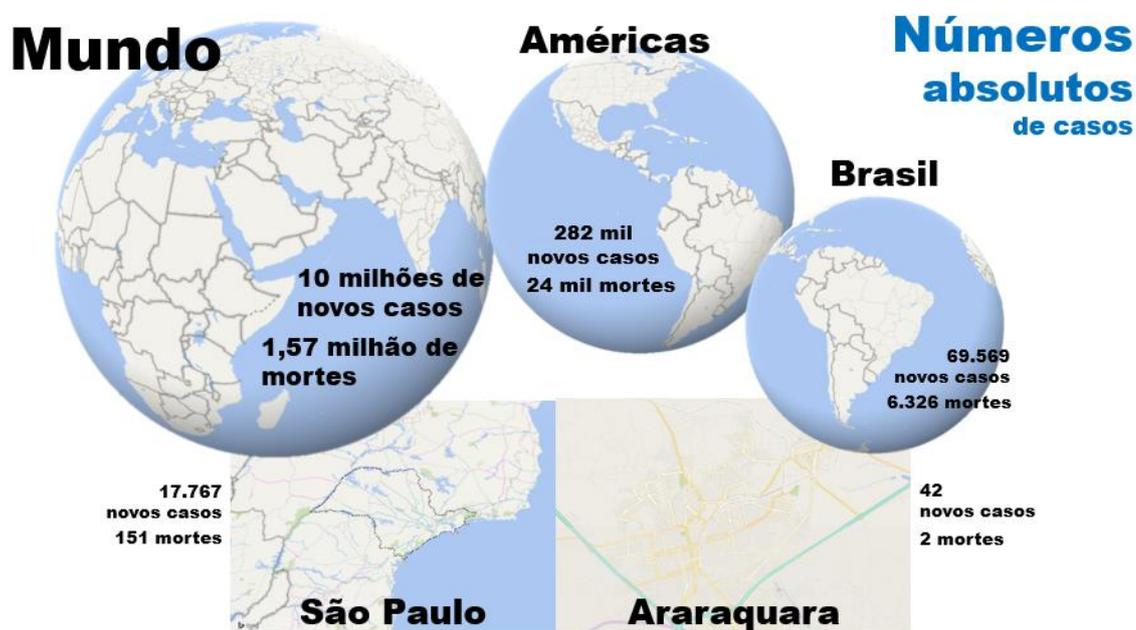 Mundo
Américas
Números
absolutos
de casos
Brasil
282 mil
novos casos
24 mil mortes
10 milhões de
novos casos
1,57 milhão de
mortes
69.569
novos casos
6.326 mortes
17.767
novos casos
151 mortes
42
novos casos
2 mortes
São Paulo
Araraquara